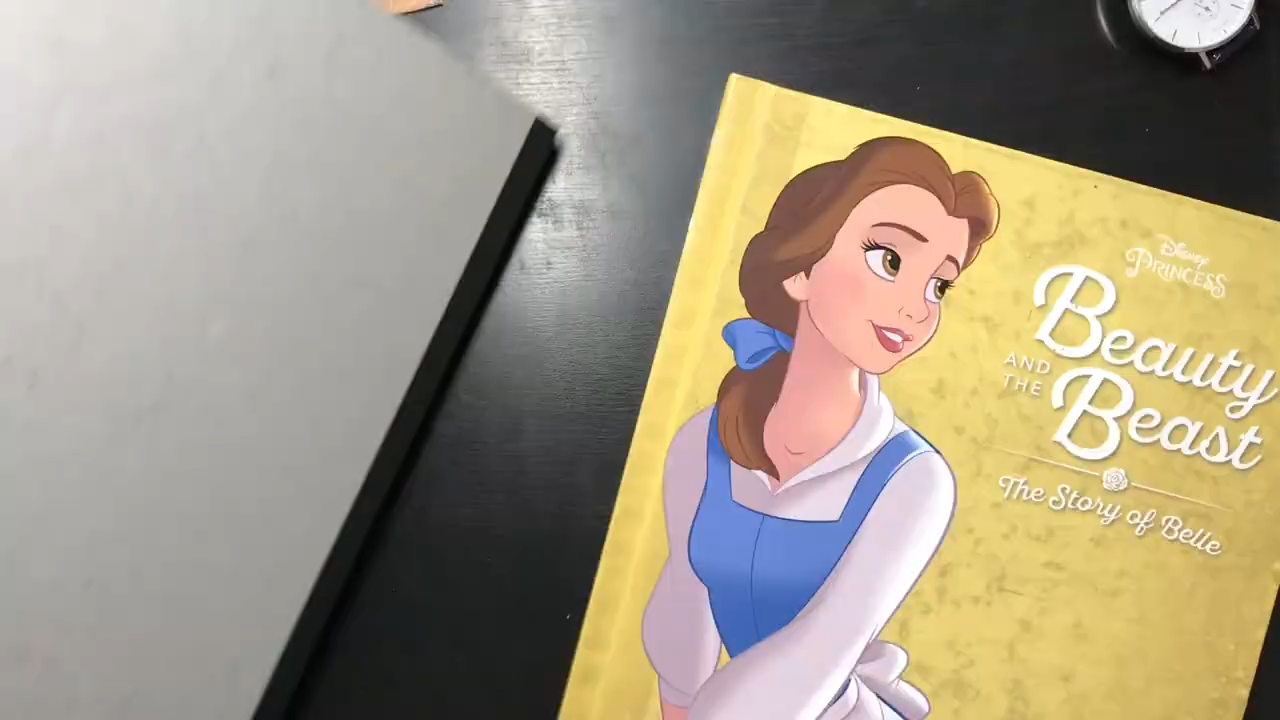 Disney
PRINCESS
Beauty
AND
THE
Beast
The Story of Belle